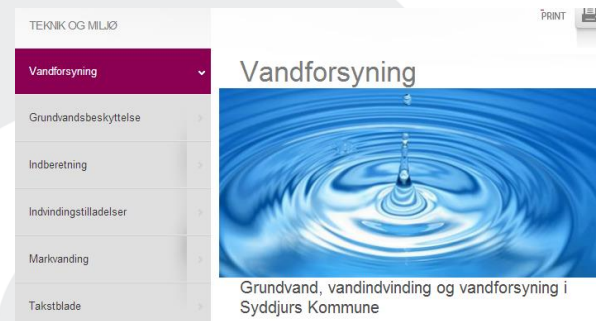 TEKNIK OG MILJØ
PRINT
Vandforsyning
Grundvandsbeskyttelse
Indberetning
Indvindingstilladelser
Markvanding
Takstblade
Vandforsyning
Grundvand, vandindvinding og vandforsyning i
Syddjurs Kommune